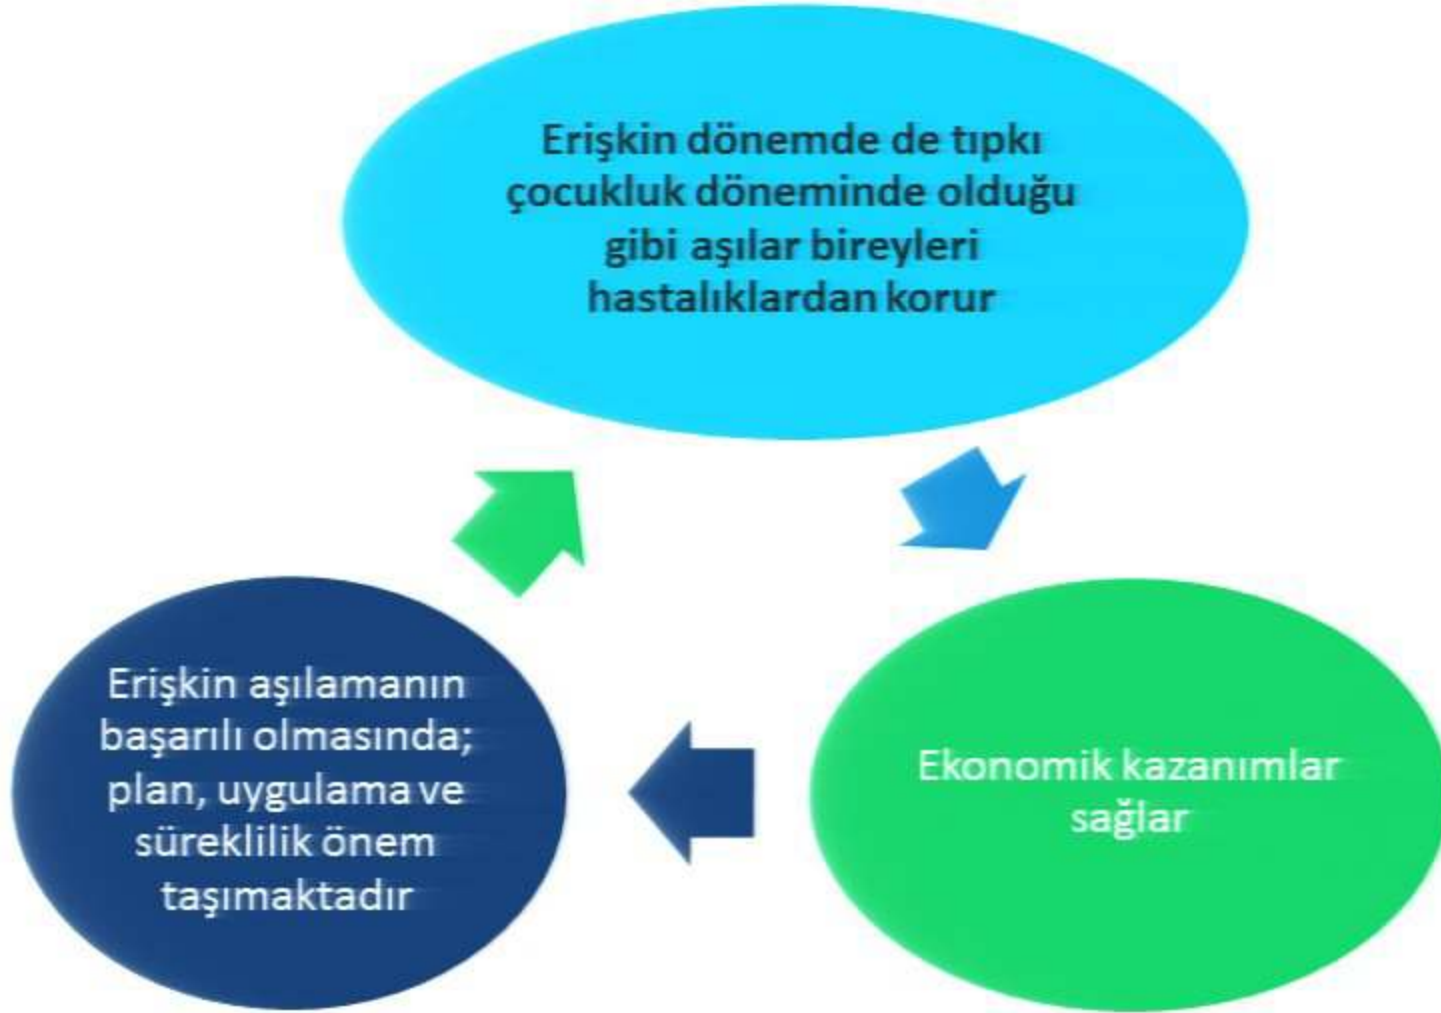 Erişkin dönemde de tıpkı
çocukluk döneminde olduğu
gibi aşılar bireyleri
hastalıklardan korur
Ekonomik kazanımlar
sağlar
Erişkin aşılamanın
başarılı olmasında;
plan, uygulama ve
süreklilik önem
taşımaktadır